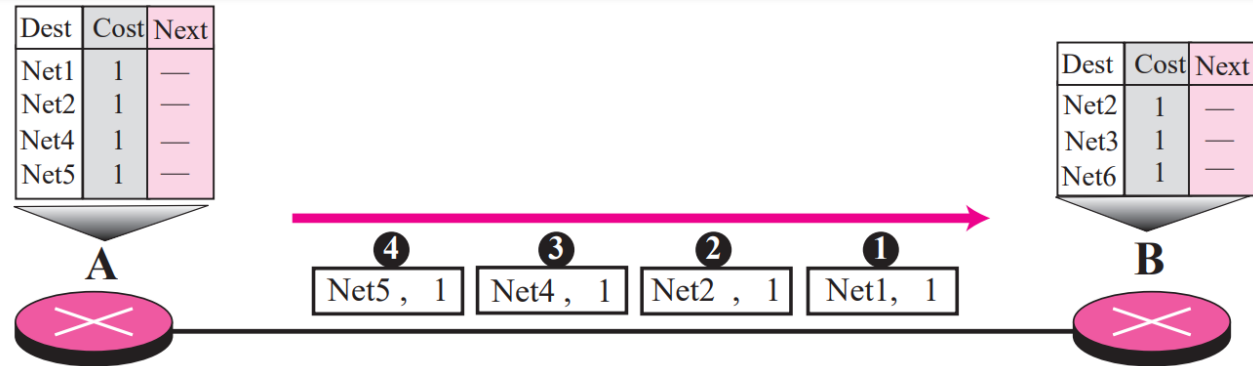 Dest Cost Next
Net1 1 —
Net2 1 —
Net4 1 —
Net5 1 —
A
Dest Cost Next
Net2 1 —
Net3 1 —
Net6 1 —
B
4 3 2 1
Net5 , 1 Net4 , 1 Net2 , 1 Net1, 1